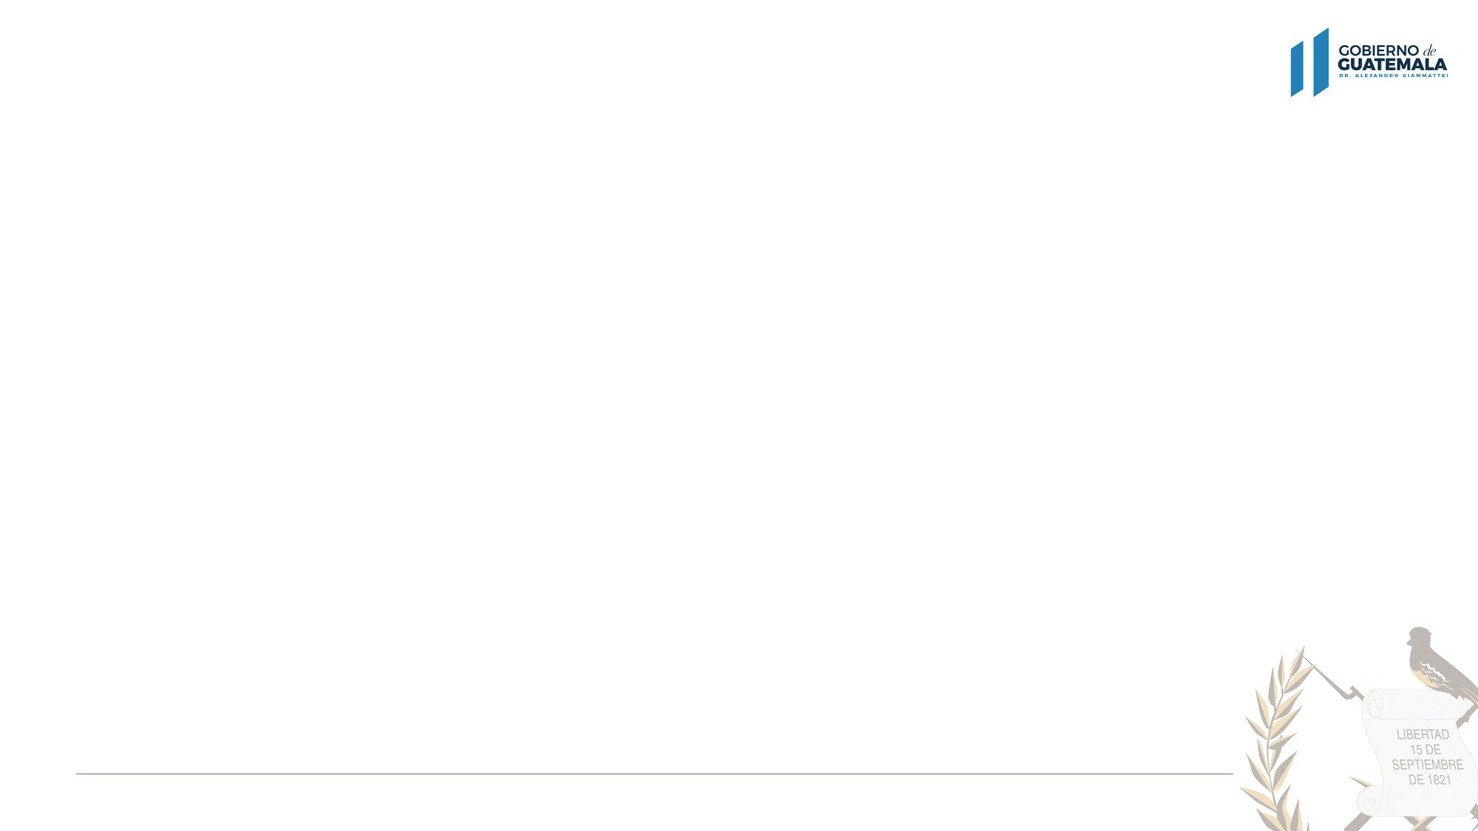 GOBIERNO de
GUATEMALA
DR. ALEJANDRO GIAMMATTEI
LIBERTAD
15 DE
SEPTIEMBRE
DE 1821